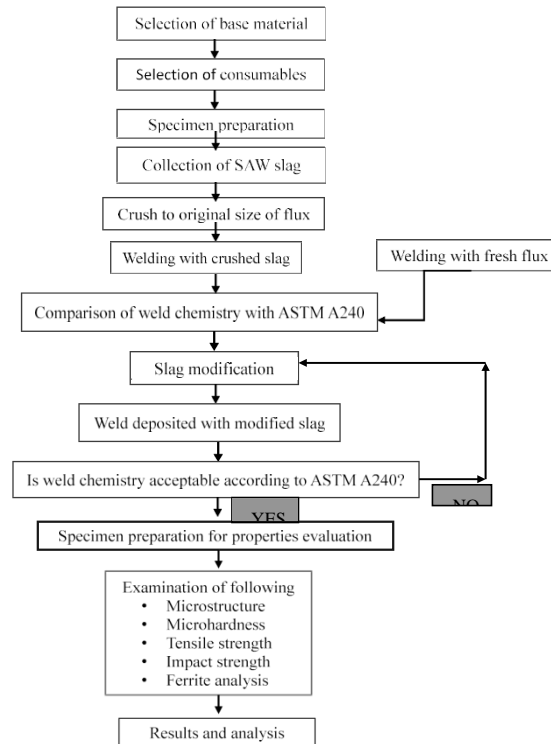 Selection of base material
Selection of consumables
Specimen preparation
Collection of SAW slag
Crush to original size of flux
Welding with crushed slag
Welding with fresh flux
Comparison of weld chemistry with ASTM A240
Slag modification
Weld deposited with modified slag
Is weld chemistry acceptable according to ASTM A240?
NO
YES
Specimen preparation for properties evaluation
Examination of following
• Microstructure
• Microhardness
• Tensile strength
• Impact strength
• Ferrite analysis
Results and analysis